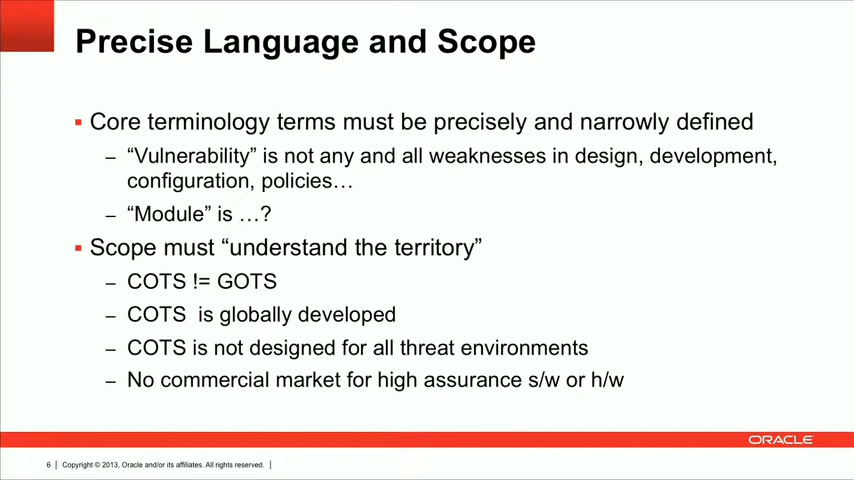 Precise Language and Scope
▪ Core terminology terms must be precisely and narrowly defined
– “Vulnerability” is not any and all weaknesses in design, development,
configuration, policies…
– “Module” is …?
▪ Scope must “understand the territory”
– COTS != GOTS
– COTS  is globally developed
– COTS is not designed for all threat environments
– No commercial market for high assurance s/w or h/w
ORACLE
6 | Copyright © 2013, Oracle and/or its affiliates. All rights reserved. |